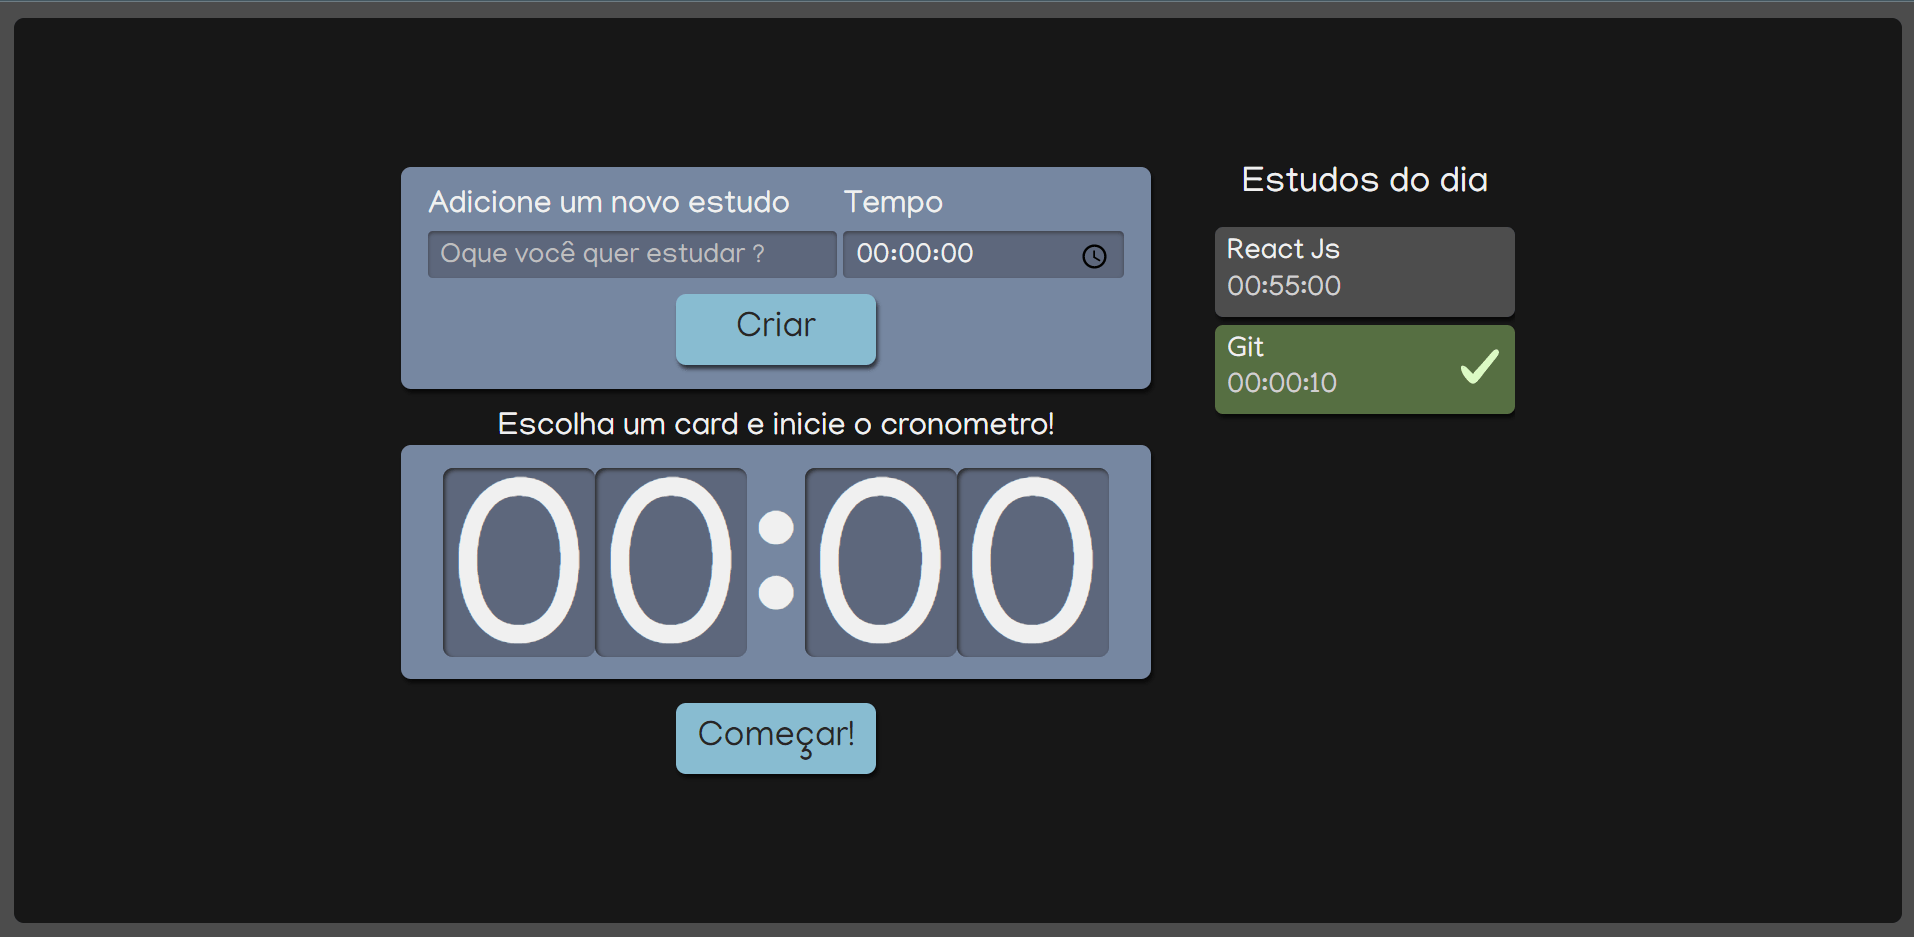 Adicione um novo estudo
Tempo
Oque você quer estudar ?
00:00:00
Criar
Escolha um card e inicie o cronometro!
00:00
Começar!
Estudos do dia
React Js
00:55:00
Git
00:00:10